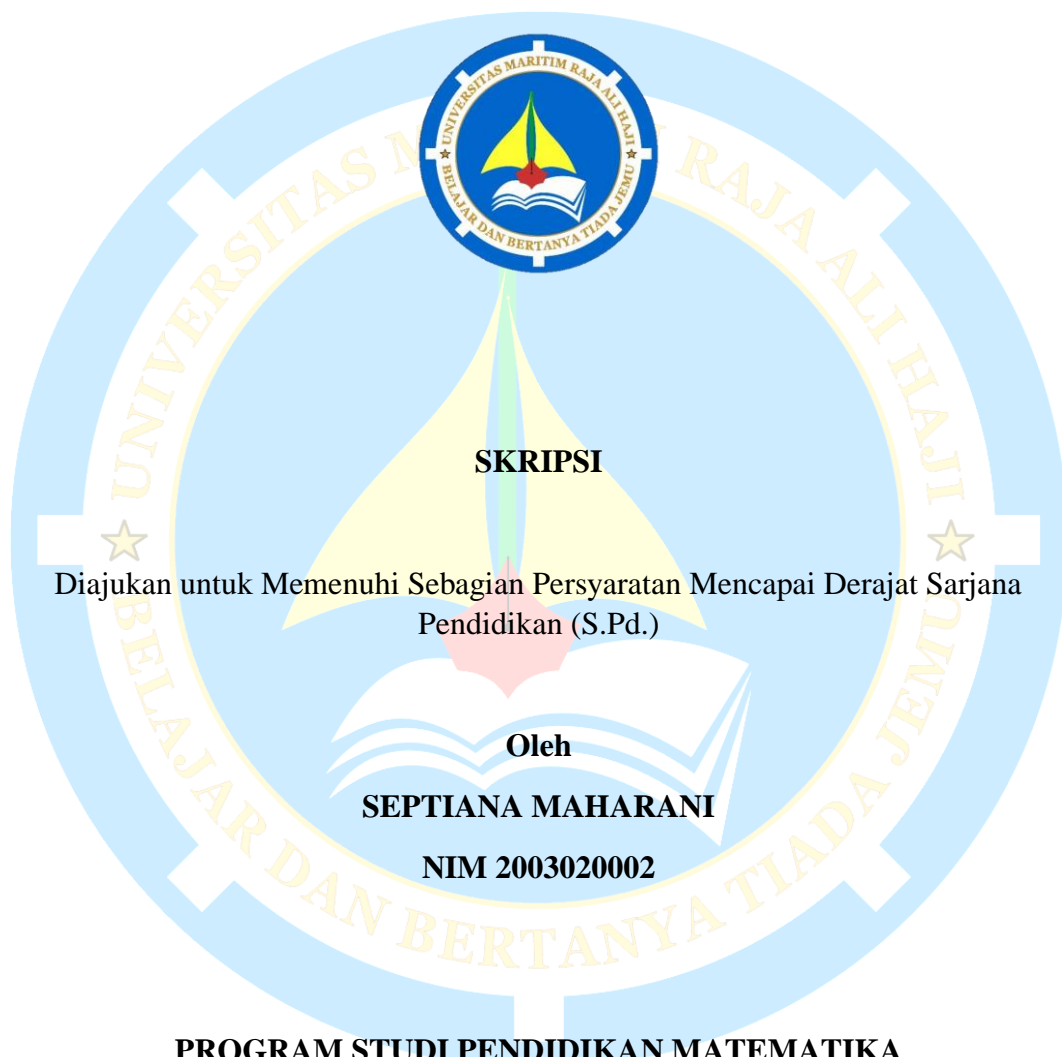 UNIVERSITAS MARITIM RAJA ALI HAJI
BELAJAR DAN BERTANYA TIADA JEMU
SKRIPSI
Diajukan untuk Memenuhi Sebagian Persyaratan Mencapai Derajat Sarjana
Pendidikan (S.Pd.)
Oleh
SEPTIANA MAHARANI
NIM 2003020002
PROGRAM STUDI PENDIDIKAN MATEMATIKA